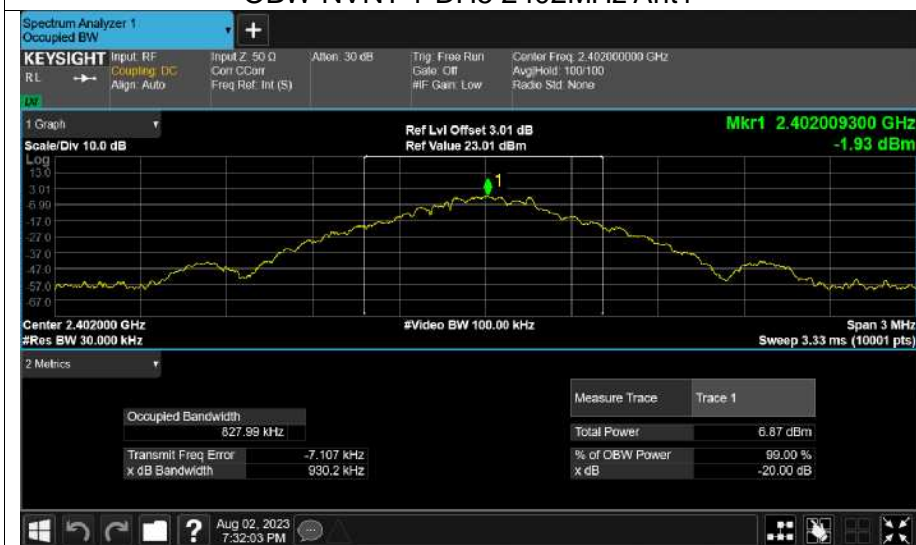 OBW NVNT 1-DH5 2402MHz Ant1
Spectrum Analyzer 1
Occupied BW
+
KEYSIGHT Input: RF Input Z: 50 Ω Atten: 30 dB Trig: Free Run Center Freq: 2.402000000 GHz
RL Coupling: DC Corr CCorr Gate: Off Avg|Hold: 100/100
Align: Auto Freq Ref: Int (S) #IF Gain: Low Radio Std: None
1 Graph Ref Lvl Offset 3.01 dB Mkr1 2.402009300 GHz
Scale/Div 10.0 dB Ref Value 23.01 dBm -1.93 dBm
Log
13.0
1
3.01
-6.99
-17.0
-27.0
-37.0
-47.0
-57.0
-67.0
Center 2.402000 GHz #Video BW 100.00 kHz Span 3 MHz
#Res BW 30.000 kHz Sweep 3.33 ms (10001 pts)
2 Metrics
Measure Trace Trace 1
Occupied Bandwidth
827.99 kHz Total Power 6.87 dBm
Transmit Freq Error -7.107 kHz % of OBW Power 99.00 %
x dB Bandwidth 930.2 kHz x dB -20.00 dB
? Aug 02, 2023
7:32:03 PM